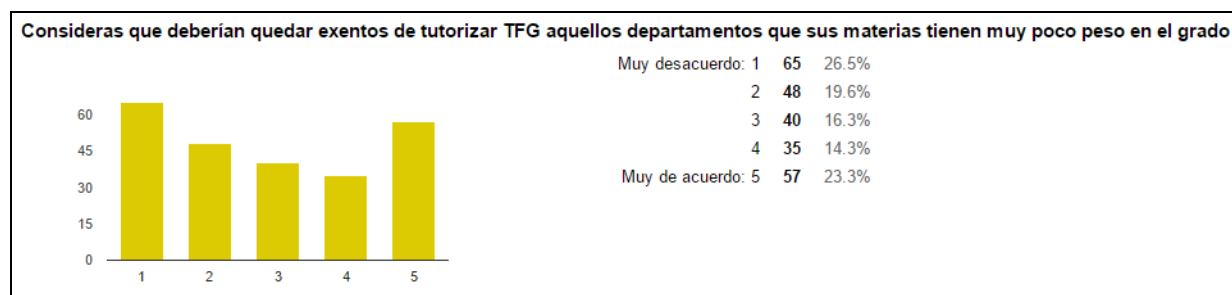 Consideras que deberían quedar exentos de tutorizar TFG aquellos departamentos que sus materias tienen muy poco peso en el grado
Muy desacuerdo: 1 65 26.5%
2 48 19.6%
3 40 16.3%
4 35 14.3%
Muy de acuerdo: 5 57 23.3%
60
45
30
15
0
1 2 3 4 5